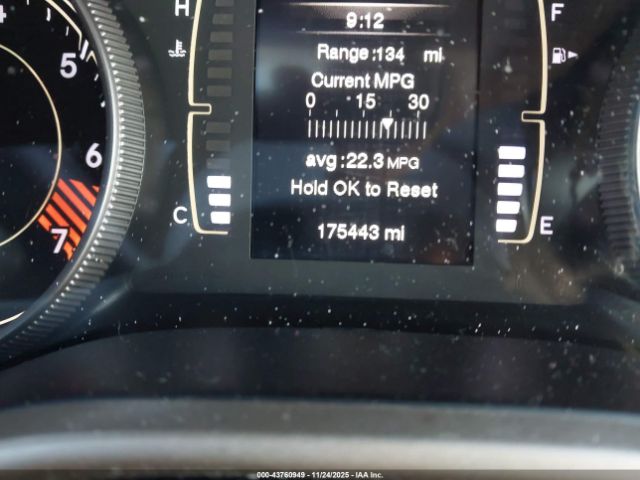 4
5
6
7
H
C
9:12
Range :134 mi
Current MPG
0 15 30
avg :22.3 MPG
Hold OK to Reset
175443 mi
F
E
000-43760949 - 11/24/2025 - IAA Inc.